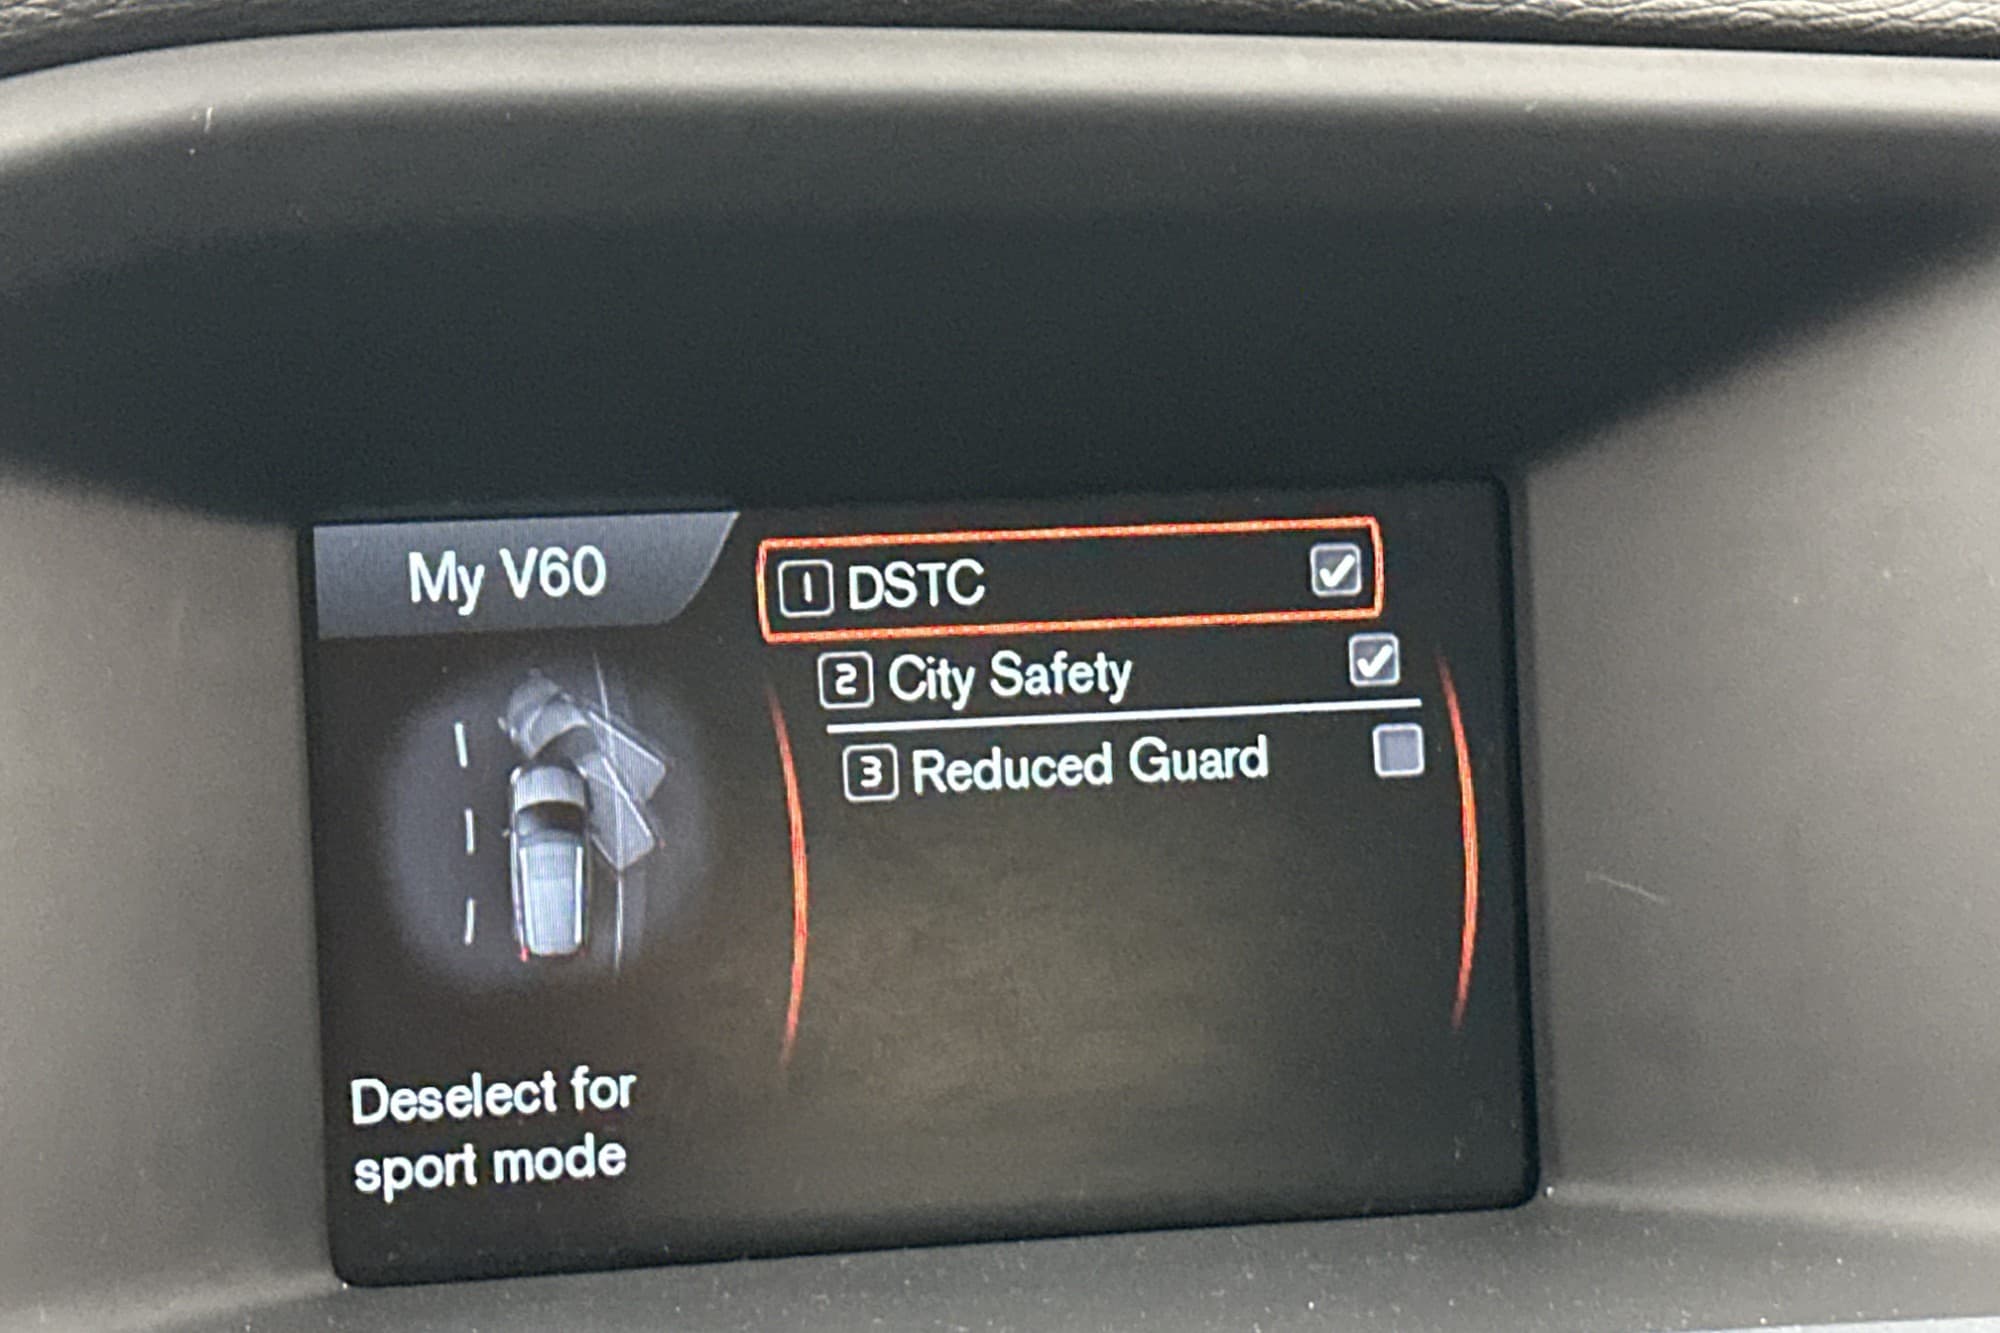 My V60
1 DSTC
2 City Safety
3 Reduced Guard
Deselect for
sport mode